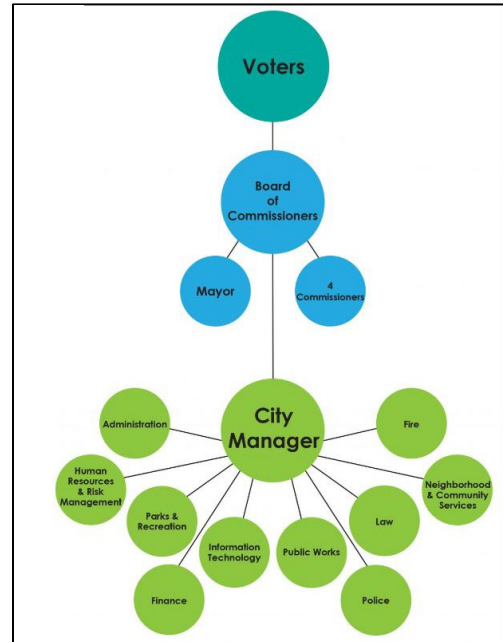 Voters
Board
of
Commissioners
Mayor
4
Commissioners
City
Manager
Administration
Fire
Human
Resources
& Risk
Management
Neighborhood
& Community
Services
Parks &
Recreation
Law
Information
Technology
Public Works
Finance
Police